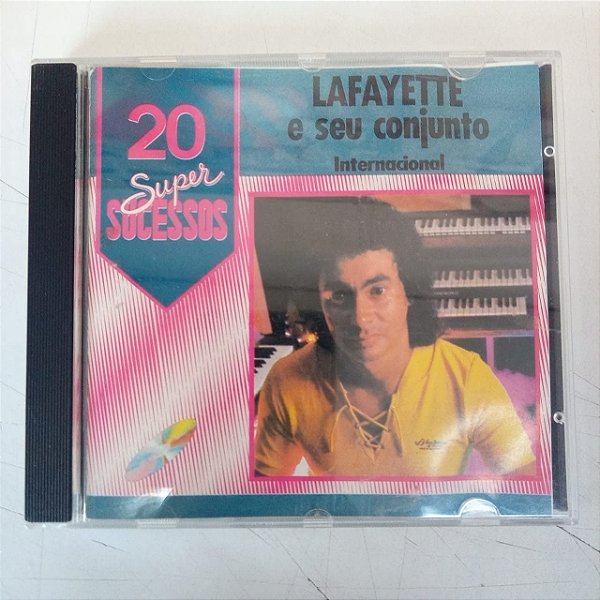 20
Super
SUCESSOS
LAFAYETTE
e seu conjunto
Internacional